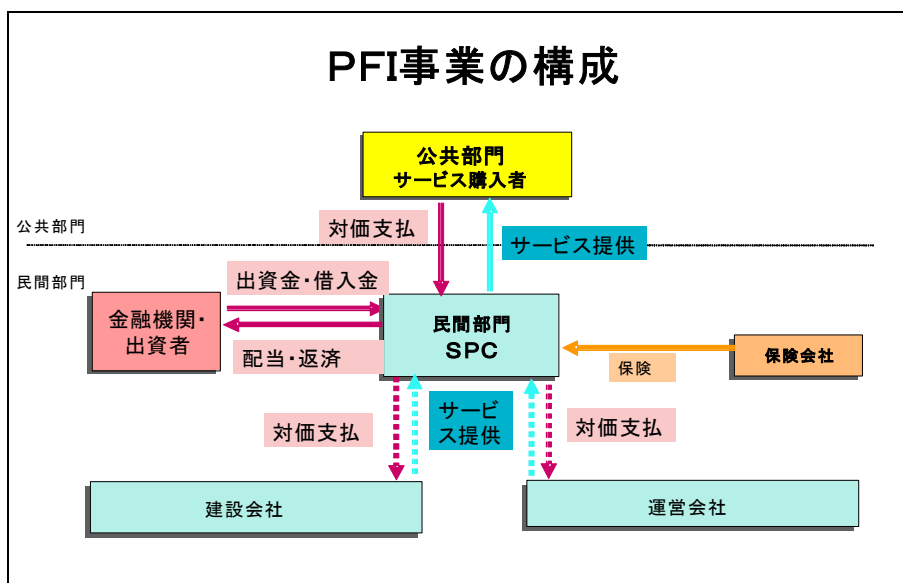 PFI事業の構成
公共部門
サービス購入者
公共部門
対価支払
サービス提供
民間部門
出資金・借入金
金融機関・
出資者
民間部門
SPC
保険会社
配当・返済
保険
対価支払
サービ
ス提供
対価支払
建設会社
運営会社